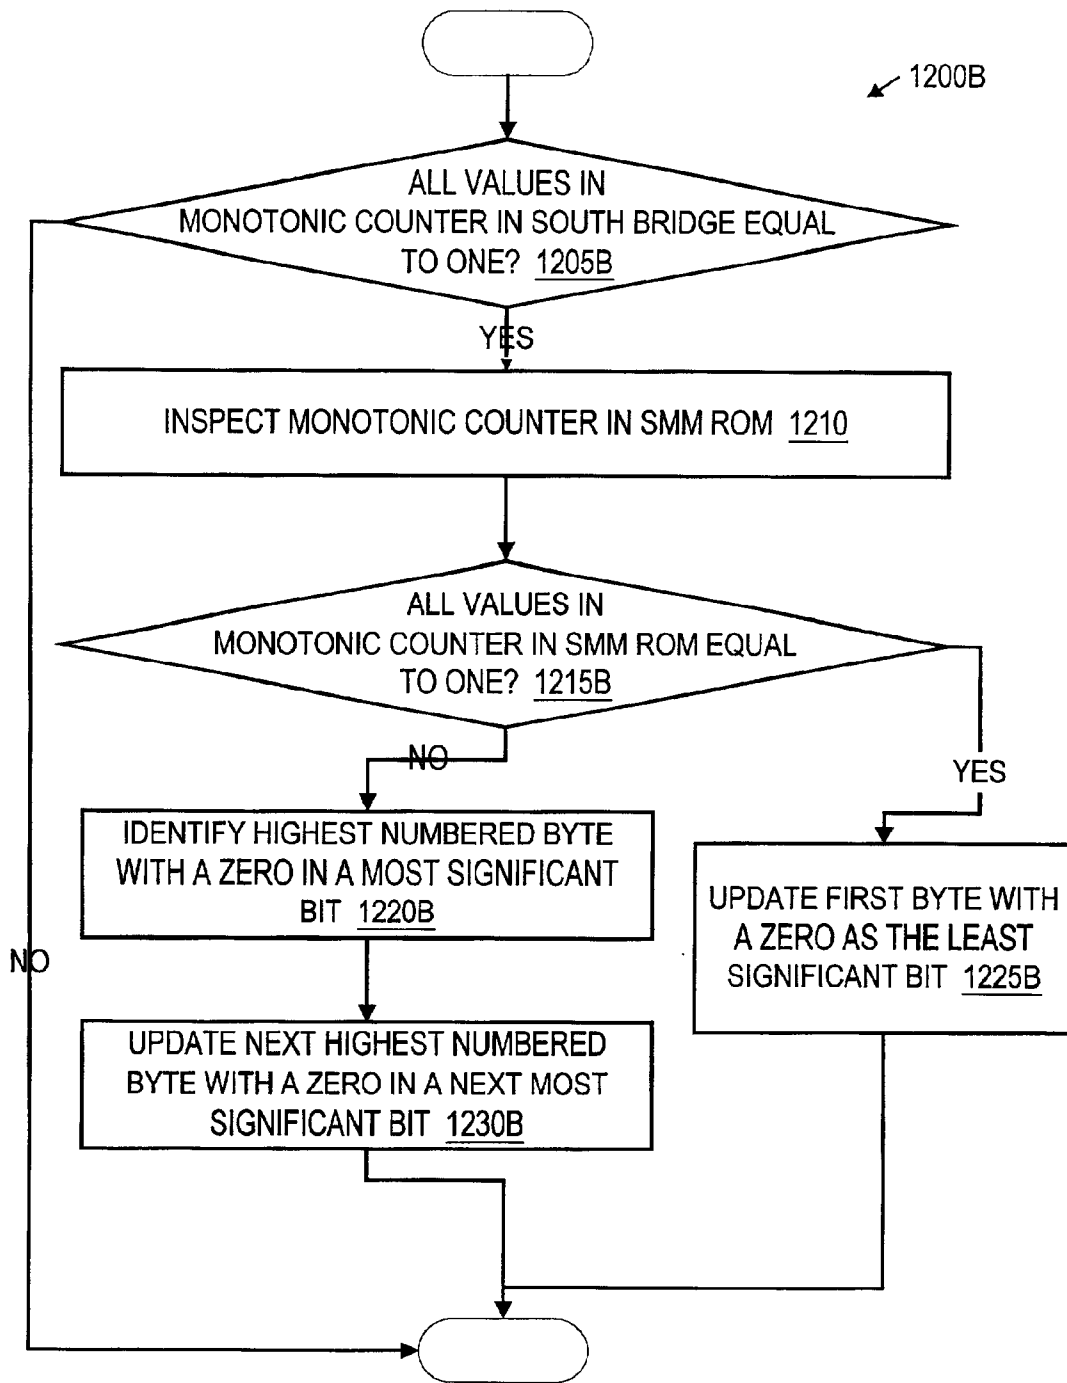 1200B
ALL VALUES IN
MONOTONIC COUNTER IN SOUTH BRIDGE EQUAL
TO ONE? 1205B
YES
INSPECT MONOTONIC COUNTER IN SMM ROM 1210
ALL VALUES IN
MONOTONIC COUNTER IN SMM ROM EQUAL
TO ONE? 1215B
NO
YES
IDENTIFY HIGHEST NUMBERED BYTE
WITH A ZERO IN A MOST SIGNIFICANT
BIT 1220B
UPDATE FIRST BYTE WITH
A ZERO AS THE LEAST
SIGNIFICANT BIT 1225B
NO
UPDATE NEXT HIGHEST NUMBERED
BYTE WITH A ZERO IN A NEXT MOST
SIGNIFICANT BIT 1230B